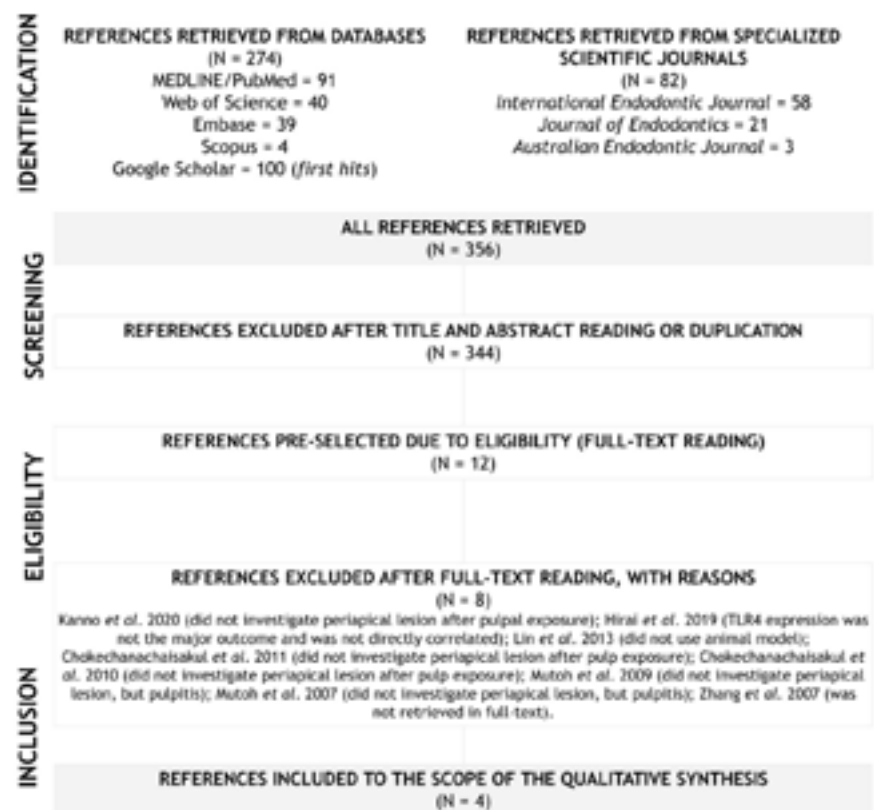 IDENTIFICATION
REFERENCES RETRIEVED FROM DATABASES
(N = 274)
MEDLINE/PubMed = 91
Web of Science = 40
Embase = 39
Scopus = 4
Google Scholar = 100 (first hits)
REFERENCES RETRIEVED FROM SPECIALIZED
SCIENTIFIC JOURNALS
(N = 82)
International Endodontic Journal = 58
Journal of Endodontics = 21
Australian Endodontic Journal = 3
SCREENING
ALL REFERENCES RETRIEVED
(N = 356)
REFERENCES EXCLUDED AFTER TITLE AND ABSTRACT READING OR DUPLICATION
(N = 344)
ELIGIBILITY
REFERENCES PRE-SELECTED DUE TO ELIGIBILITY (FULL-TEXT READING)
(N = 12)
REFERENCES EXCLUDED AFTER FULL-TEXT READING, WITH REASONS
(N = 8)
Kanno et al. 2020 (did not investigate periapical lesion after pulpal exposure); Hirai et al. 2019 (TLR4 expression was
not the major outcome and was not directly correlated); Lin et al. 2013 (did not use animal model);
Chokechanachaisakul et al. 2011 (did not investigate periapical lesion after pulp exposure); Chokechanachaisakul et
al. 2010 (did not investigate periapical lesion after pulp exposure); Mutoh et al. 2009 (did not investigate periapical
lesion, but pulpitis); Mutoh et al. 2007 (did not investigate periapical lesion, but pulpitis); Zhang et al. 2007 (was
not retrieved in full-text).
INCLUSION
REFERENCES INCLUDED TO THE SCOPE OF THE QUALITATIVE SYNTHESIS
(N = 4)